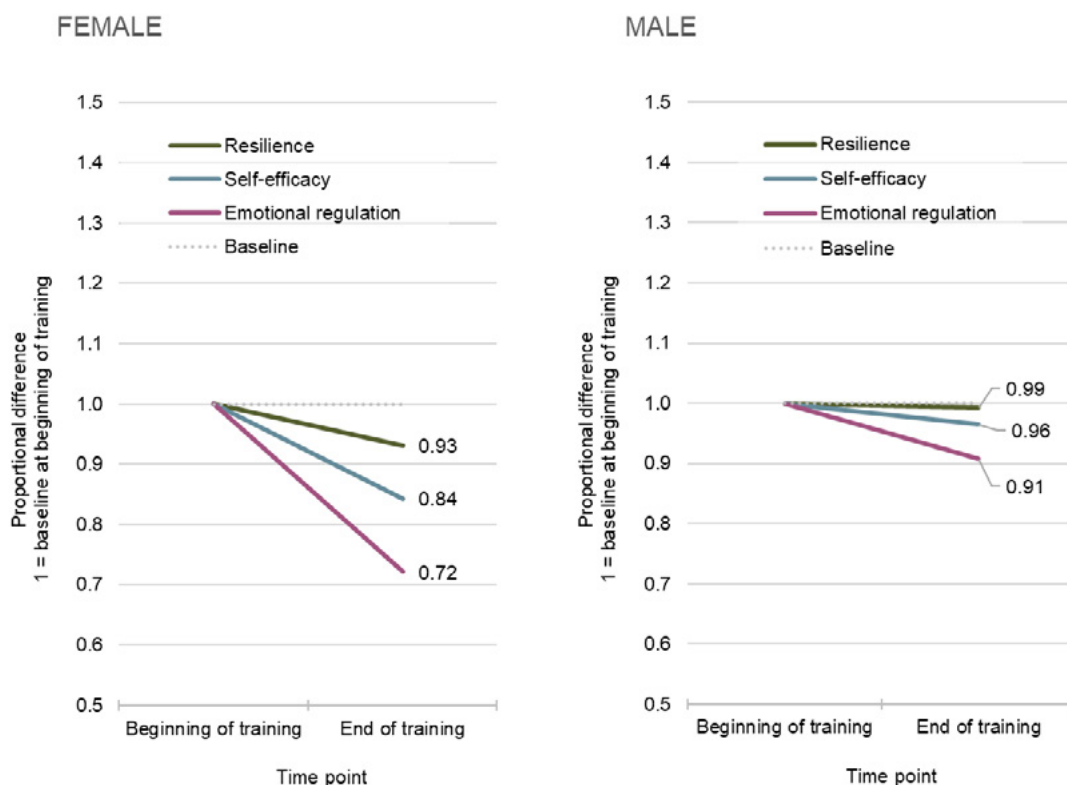 FEMALE
1.5
1.4
1.3
1.2
1.1
1.0
0.9
0.8
0.7
0.6
0.5
Proportional difference
1 = baseline at beginning of training
Resilience
Self-efficacy
Emotional regulation
Baseline
0.93
0.84
0.72
Beginning of training
End of training
Time point
MALE
1.5
1.4
1.3
1.2
1.1
1.0
0.9
0.8
0.7
0.6
0.5
Proportional difference
1 = baseline at beginning of training
Resilience
Self-efficacy
Emotional regulation
Baseline
0.99
0.96
0.91
Beginning of training
End of training
Time point